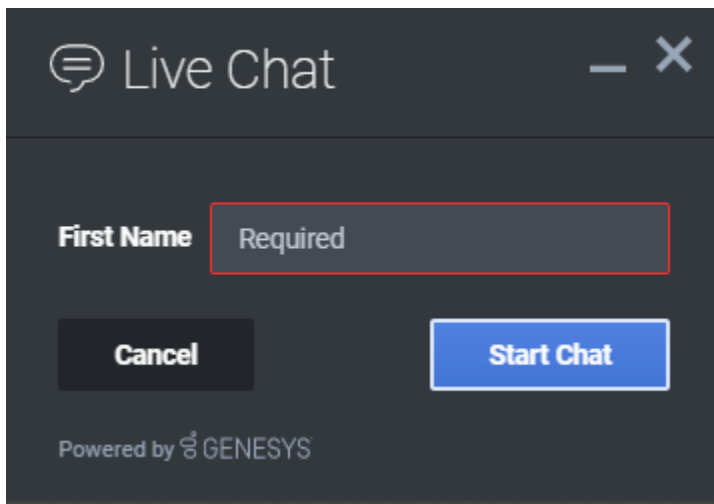 Live Chat
First Name Required
Cancel Start Chat
Powered by GENESYS